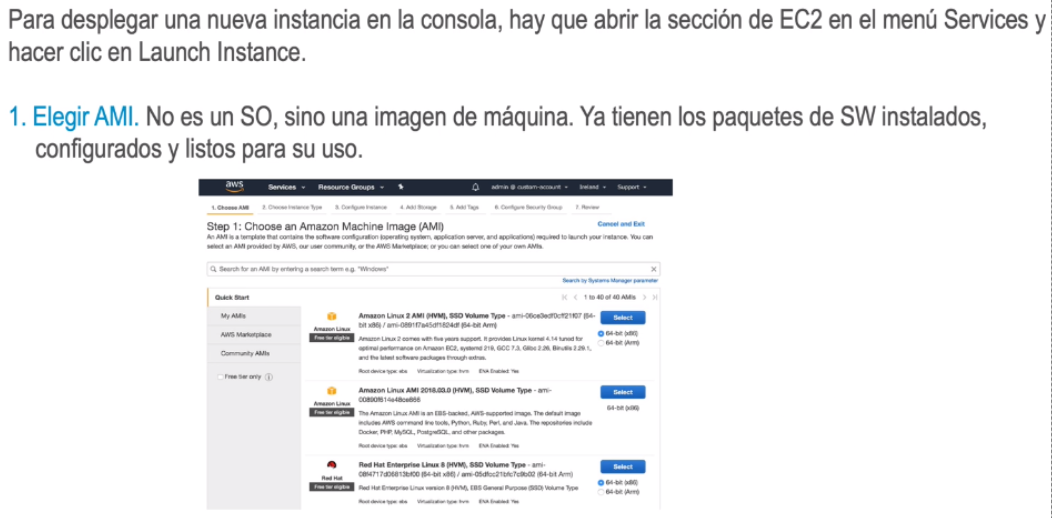 Para desplegar una nueva instancia en la consola, hay que abrir la sección de EC2 en el menú Services y
hacer clic en Launch Instance.
1. Elegir AMI. No es un SO, sino una imagen de máquina. Ya tienen los paquetes de SW instalados,
configurados y listos para su uso.
aws Services Resource Groups admin @ custom-account Ireland Support
1. Choose AMI 2. Choose Instance Type 3. Configure Instance 4. Add Storage 5. Add Tags 6. Configure Security Group 7. Review
Step 1: Choose an Amazon Machine Image (AMI) Cancel and Exit
An AMI is a template that contains the software configuration (operating system, application server, and applications) required to launch your instance. You can
select an AMI provided by AWS, our user community, or the AWS Marketplace; or you can select one of your own AMIs.
Search for an AMI by entering a search term e.g. "Windows"
Search by Systems Manager parameter
Quick Start 1 to 40 of 40 AMIs
My AMIs
AWS Marketplace
Community AMIs
Free tier only
Amazon Linux
Free tier eligible
Amazon Linux 2 AMI (HVM), SSD Volume Type - (64-
bit x86) / (64-bit Arm)
Amazon Linux 2 comes with five years support. It provides Linux kernel 4.14 tuned for
optimal performance on Amazon EC2, systemd 219, GCC 7.3, Glibc 2.26, Binutils 2.29.1,
and the latest software packages through extras.
Root device type: ebs Virtualization type: hvm ENA Enabled: Yes
Select
64-bit (x86)
64-bit (Arm)
Amazon Linux
Free tier eligible
Amazon Linux AMI 2018.03.0 (HVM), SSD Volume Type - ami-
The Amazon Linux AMI is an EBS-backed, AWS-supported image. The default image
includes AWS command line tools, Python, Ruby, Perl, and Java. The repositories include
Docker, PHP, MySQL, PostgreSQL, and other packages.
Root device type: ebs Virtualization type: hvm ENA Enabled: Yes
Select
64-bit (x86)
Red Hat
Free tier eligible
Red Hat Enterprise Linux 8 (HVM), SSD Volume Type - ami-
(64-bit x86) / (64-bit Arm)
Red Hat Enterprise Linux version 8 (HVM), EBS General Purpose (SSD) Volume Type
Root device type: ebs Virtualization type: hvm ENA Enabled: Yes
Select
64-bit (x86)
64-bit (Arm)